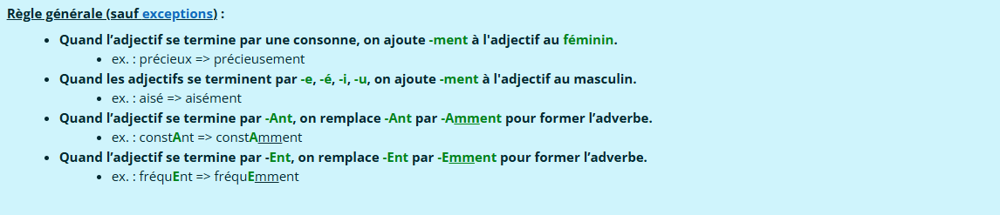 Règle générale (sauf exceptions) :
• Quand l’adjectif se termine par une consonne, on ajoute -ment à l'adjectif au féminin.
• ex. : précieux => précieusement
• Quand les adjectifs se terminent par -e, -é, -i, -u, on ajoute -ment à l'adjectif au masculin.
• ex. : aisé => aisément
• Quand l’adjectif se termine par -Ant, on remplace -Ant par -Amment pour former l’adverbe.
• ex. : constAnt => constAmment
• Quand l’adjectif se termine par -Ent, on remplace -Ent par -Emment pour former l’adverbe.
• ex. : fréquEnt => fréquEmment